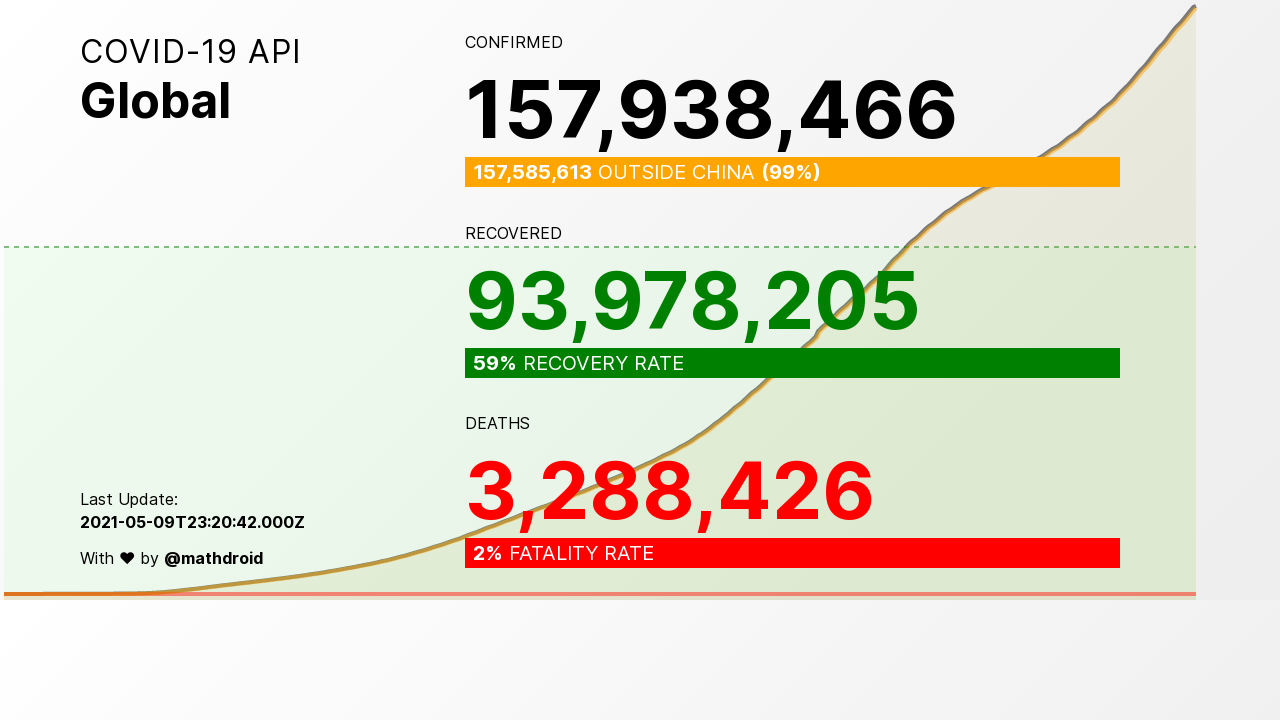 COVID-19 API
Global
CONFIRMED
157,938,466
157,585,613 OUTSIDE CHINA (99%)
RECOVERED
93,978,205
59% RECOVERY RATE
DEATHS
3,288,426
2% FATALITY RATE
Last Update:
2021-05-09T23:20:42.000Z
With ♥ by @mathdroid